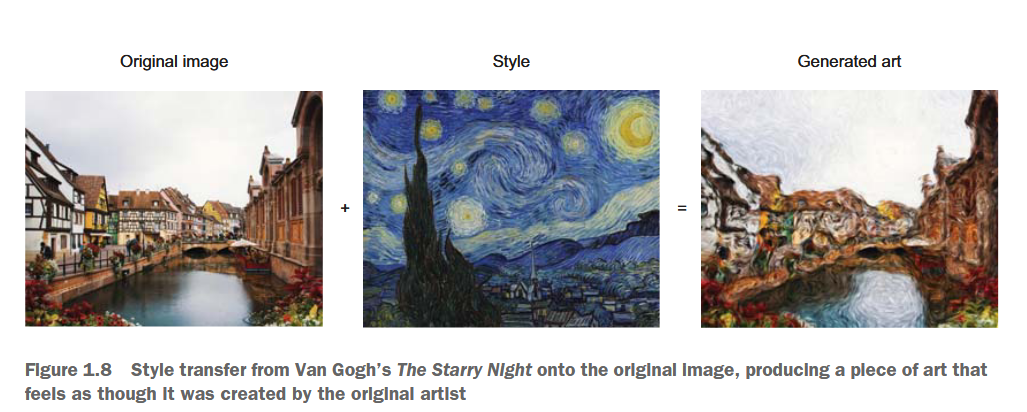 Original image
Style
Generated art
+
=
Figure 1.8 Style transfer from Van Gogh's The Starry Night onto the original image, producing a piece of art that
feels as though it was created by the original artist